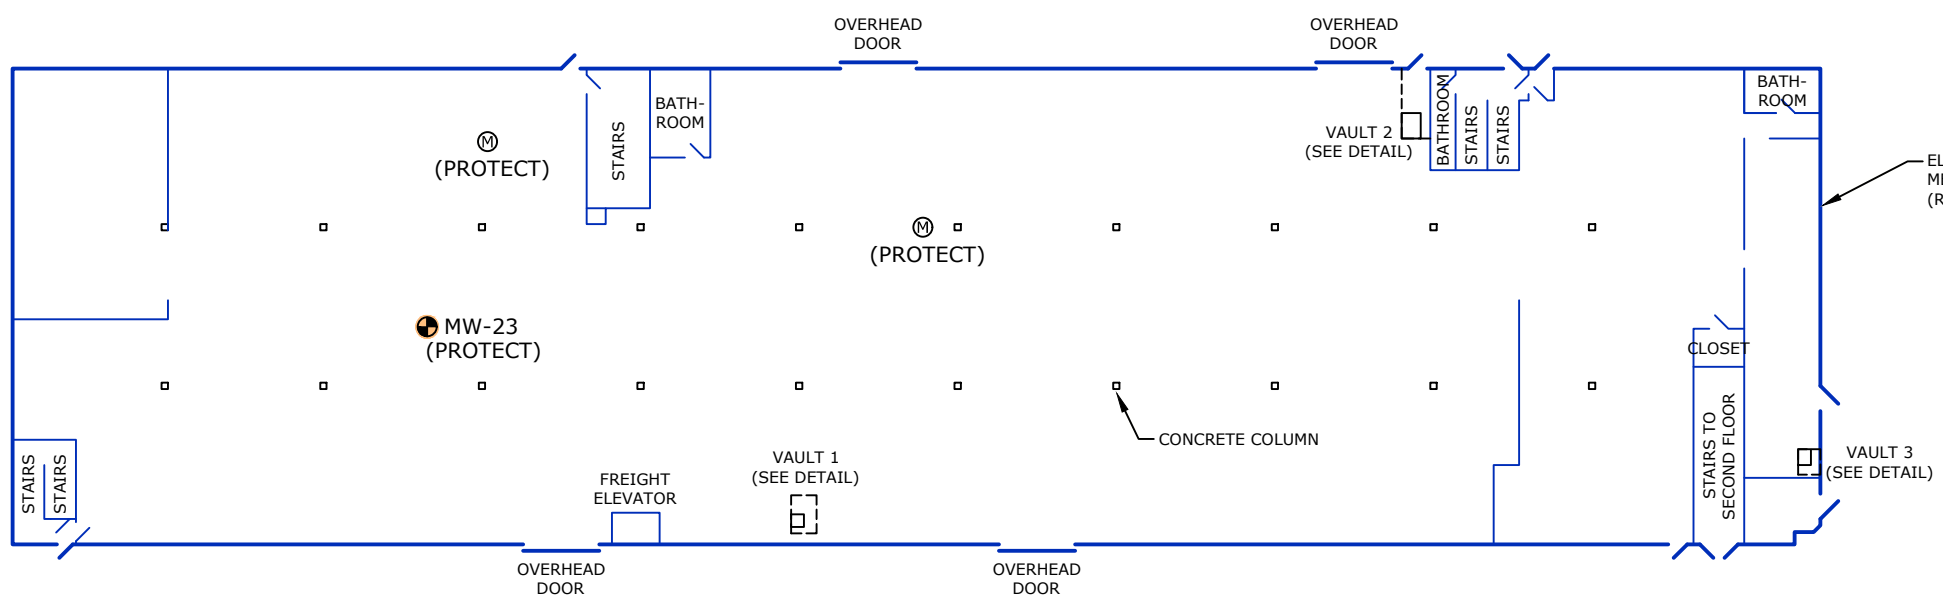 OVERHEAD
DOOR
OVERHEAD
DOOR
BATH-
ROOM
STAIRS
M
(PROTECT)
VAULT 2
(SEE DETAIL)
BATHROOM
STAIRS
STAIRS
BATH-
ROOM
M
(PROTECT)
MW-23
(PROTECT)
CLOSET
CONCRETE COLUMN
STAIRS
STAIRS
FREIGHT
ELEVATOR
VAULT 1
(SEE DETAIL)
STAIRS TO
SECOND FLOOR
VAULT 3
(SEE DETAIL)
OVERHEAD
DOOR
OVERHEAD
DOOR